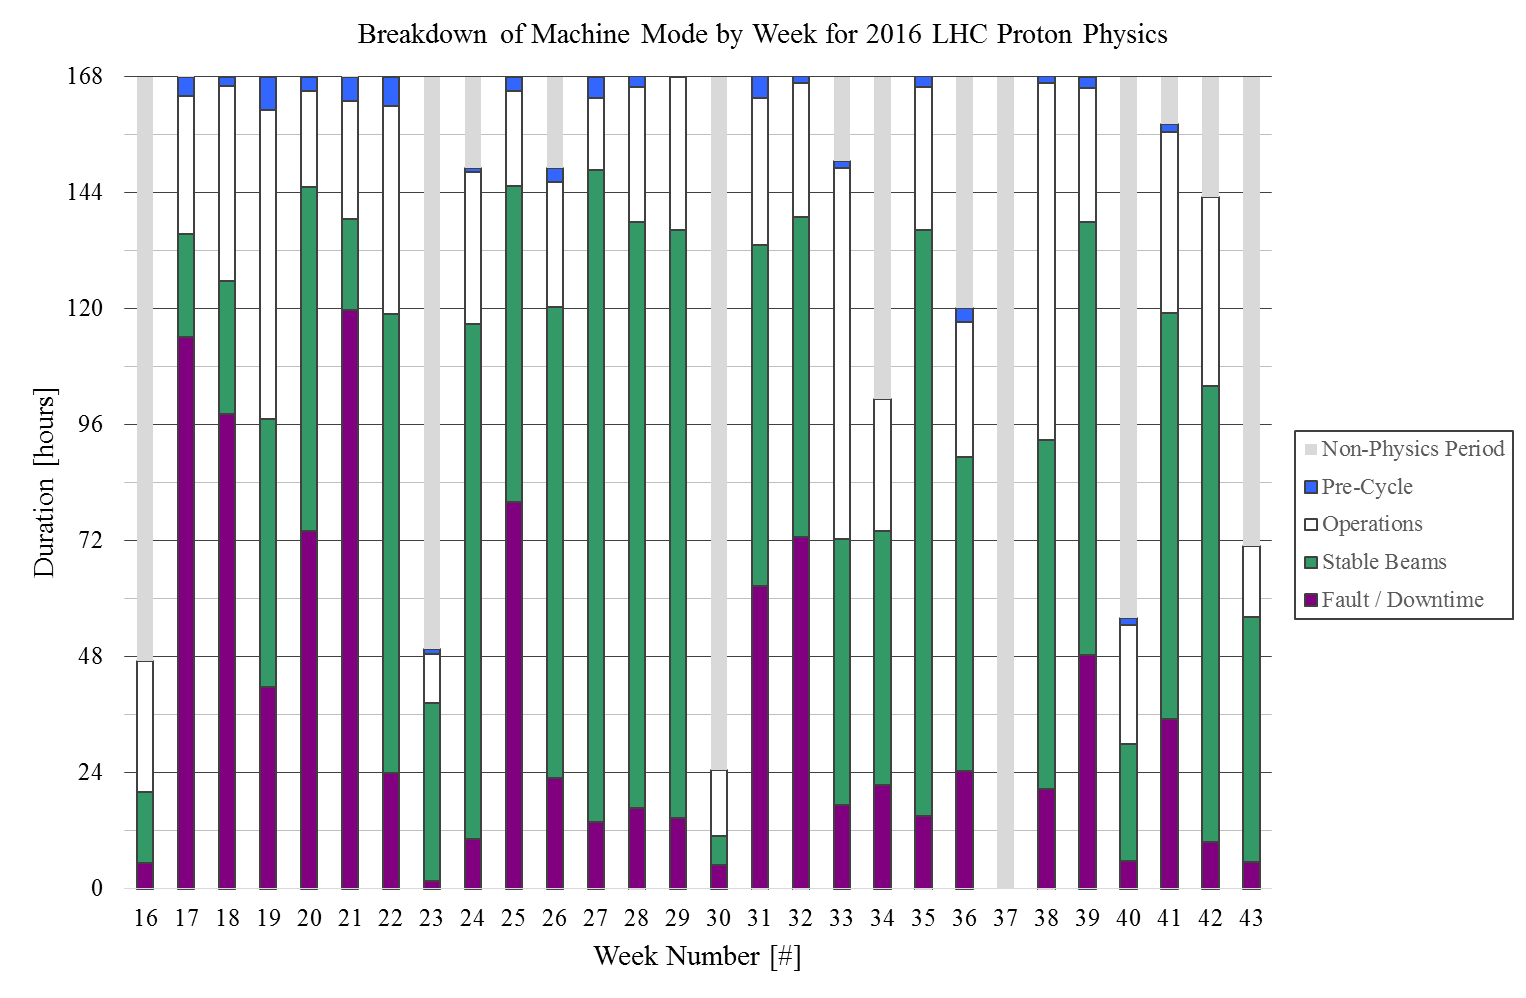 Breakdown of Machine Mode by Week for 2016 LHC Proton Physics
168
144
120
96
72
48
24
0
Duration [hours]
16 17 18 19 20 21 22 23 24 25 26 27 28 29 30 31 32 33 34 35 36 37 38 39 40 41 42 43
Week Number [#]
Non-Physics Period
Pre-Cycle
Operations
Stable Beams
Fault / Downtime